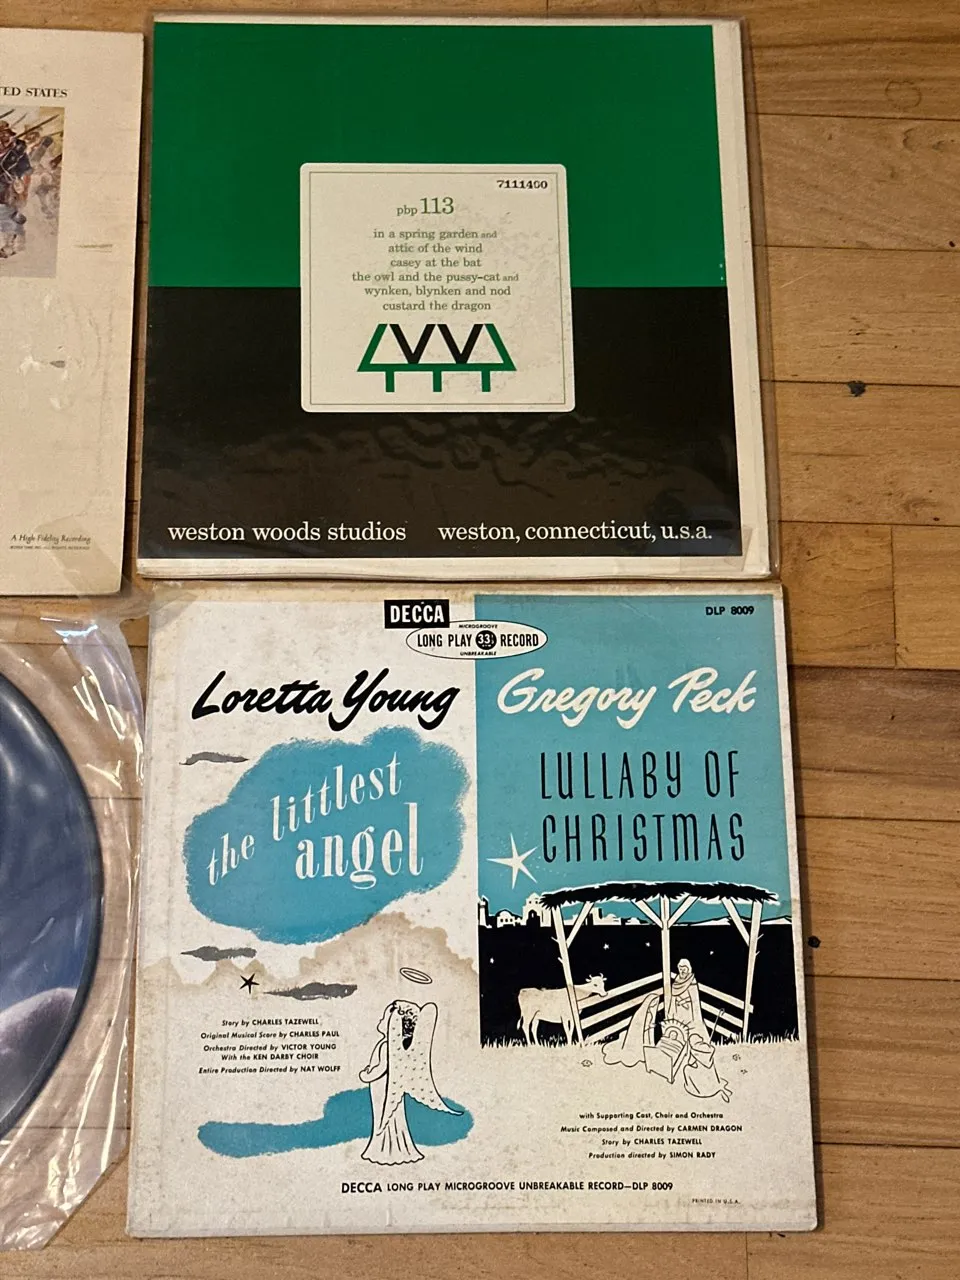 TED STATES
A High Fidelity Recording
7111400
pbp 113
in a spring garden and
attic of the wind
casey at the bat
the owl and the pussy-cat and
wynken, blynken and nod
custard the dragon
weston woods studios weston, connecticut, u.s.a.
DECCA
MICROGROOVE
LONG PLAY 33⅓ RECORD
UNBREAKABLE
DLP 8009
Loretta Young
the littlest
angel
Story by CHARLES TAZEWELL
Original Musical Score by CHARLES PAUL
Orchestra Directed by VICTOR YOUNG
With the KEN DARBY CHOIR
Entire Production Directed by NAT WOLFF
Gregory Peck
LULLABY OF
CHRISTMAS
with Supporting Cast, Choir and Orchestra
Music Composed and Directed by CARMEN DRAGON
Story by CHARLES TAZEWELL
Production directed by SIMON RADY
DECCA LONG PLAY MICROGROOVE UNBREAKABLE RECORD—DLP 8009
PRINTED IN U.S.A.